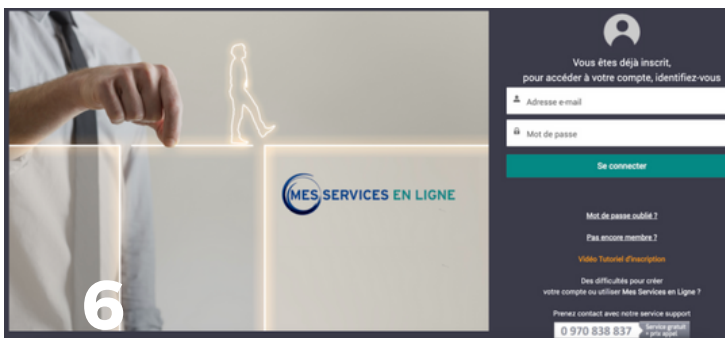 MES SERVICES EN LIGNE
6
Vous êtes déjà inscrit,
pour accéder à votre compte, identifiez-vous
Adresse e-mail
Mot de passe
Se connecter
Mot de passe oublié ?
Pas encore membre ?
Vidéo Tutoriel d'inscription
Des difficultés pour créer
votre compte ou utiliser Mes Services en Ligne ?
Prenez contact avec notre service support
0 970 838 837
Service gratuit
+ prix appel